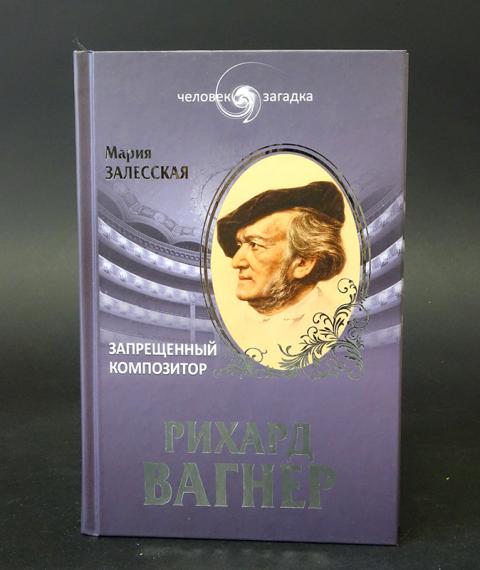 человек загадка
Мария
ЗАЛЕССКАЯ
ЗАПРЕЩЕННЫЙ
КОМПОЗИТОР
РИХАРД
ВАГНЕР